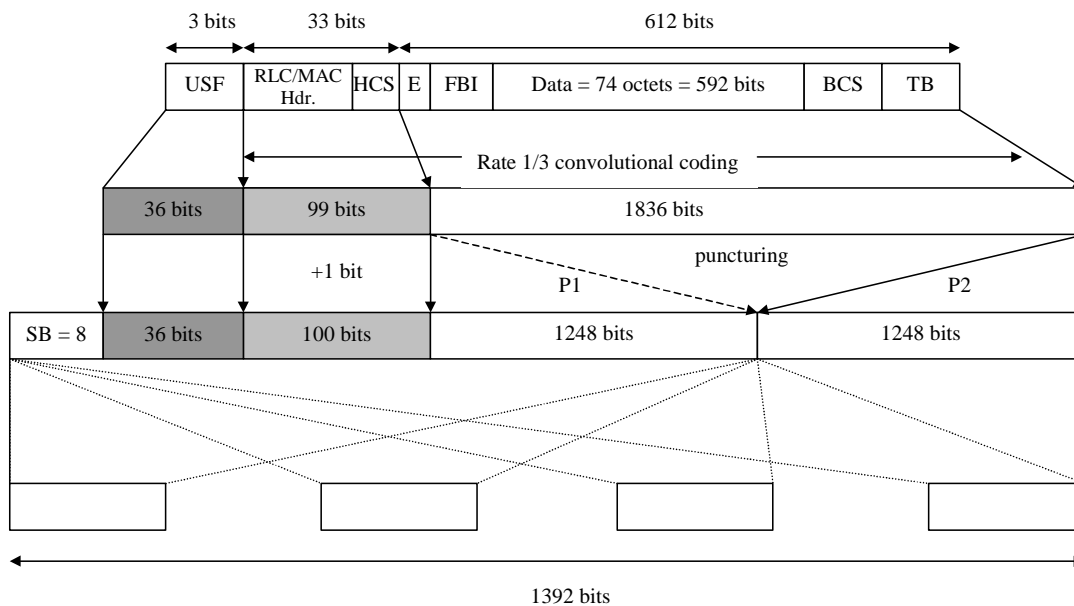 3 bits
33 bits
612 bits
USF
RLC/MAC
Hdr.
HCS
E
FBI
Data = 74 octets = 592 bits
BCS
TB
Rate 1/3 convolutional coding
36 bits
99 bits
1836 bits
+1 bit
puncturing
P1
P2
SB = 8
36 bits
100 bits
1248 bits
1248 bits
1392 bits